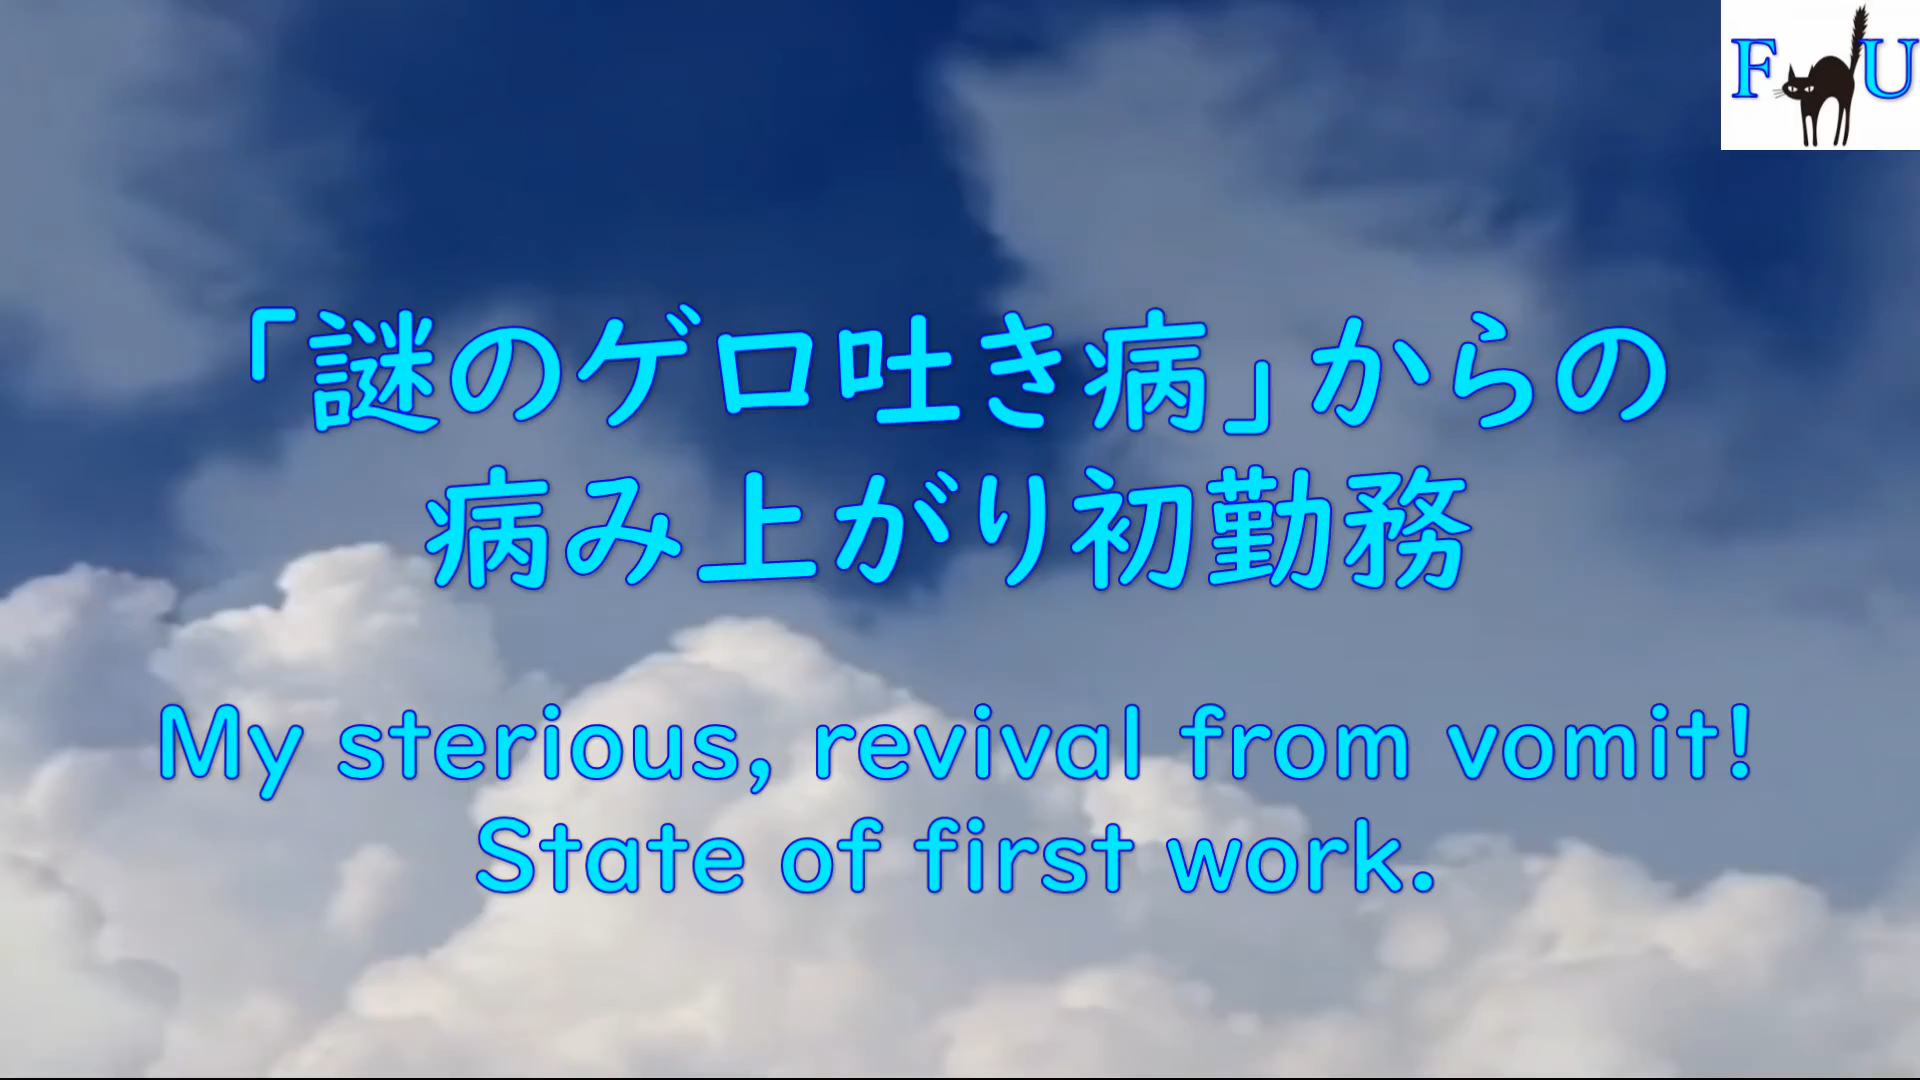 F U
「謎のゲロ吐き病」からの
病み上がり初勤務
My sterious, revival from vomit!
State of first work.